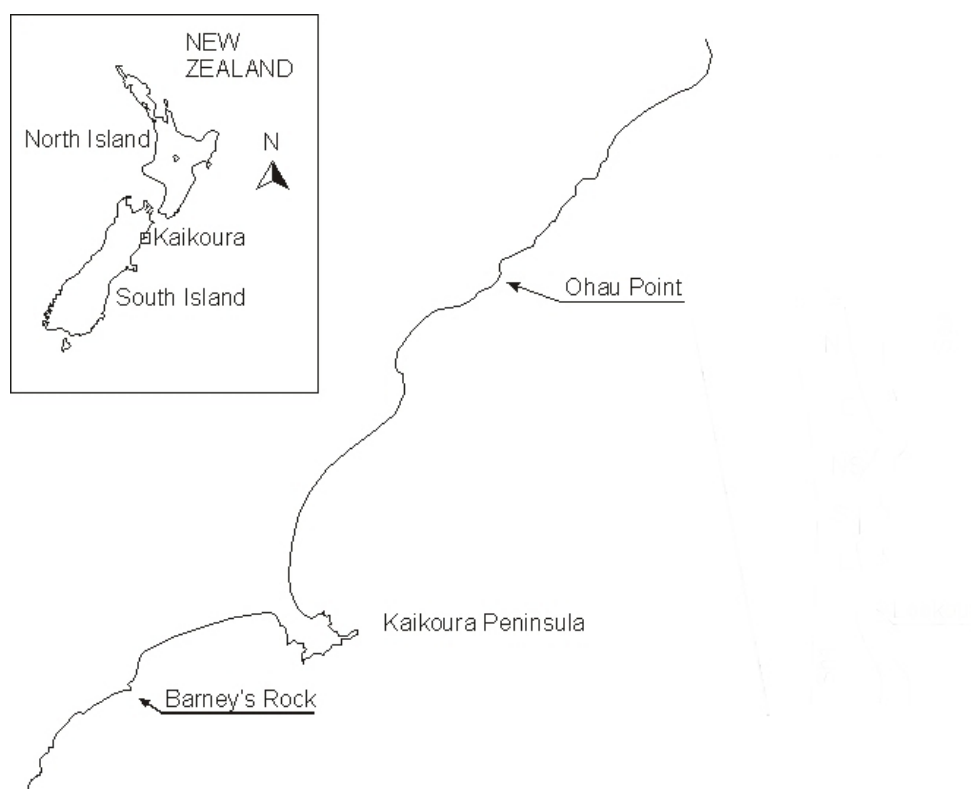 NEW
ZEALAND
North Island
N
Kaikoura
South Island
Ohau Point
Kaikoura Peninsula
Barney's Rock